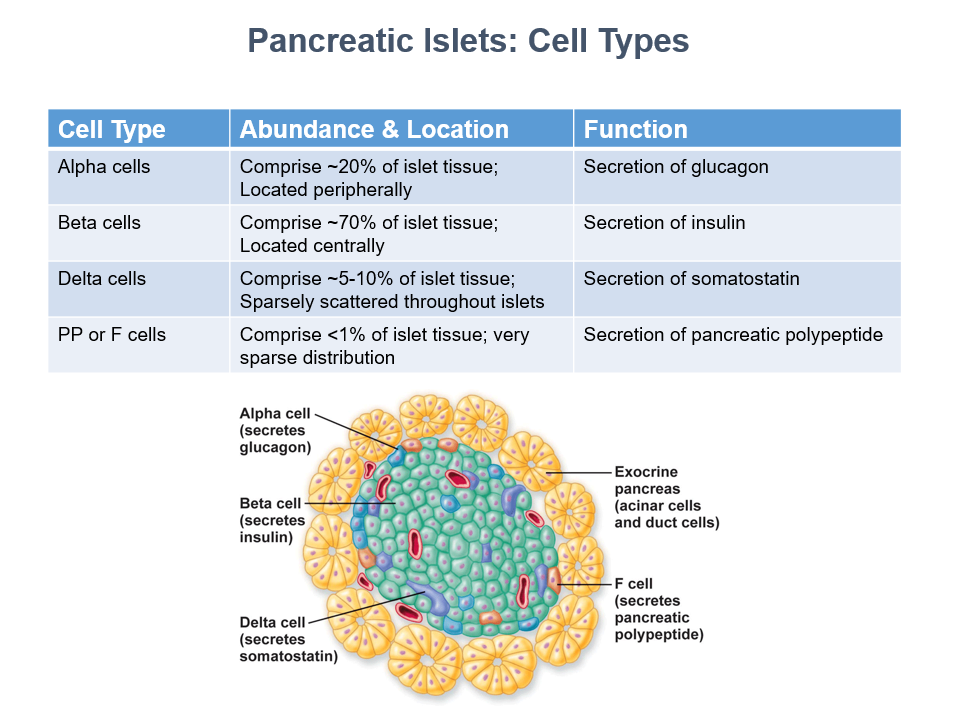 Pancreatic Islets: Cell Types
Cell Type
Abundance & Location
Function
Alpha cells
Comprise ~20% of islet tissue;
Located peripherally
Secretion of glucagon
Beta cells
Comprise ~70% of islet tissue;
Located centrally
Secretion of insulin
Delta cells
Comprise ~5-10% of islet tissue;
Sparsely scattered throughout islets
Secretion of somatostatin
PP or F cells
Comprise <1% of islet tissue; very
sparse distribution
Secretion of pancreatic polypeptide
Alpha cell
(secretes
glucagon)
Beta cell
(secretes
insulin)
Delta cell
(secretes
somatostatin)
Exocrine
pancreas
(acinar cells
and duct cells)
F cell
(secretes
pancreatic
polypeptide)